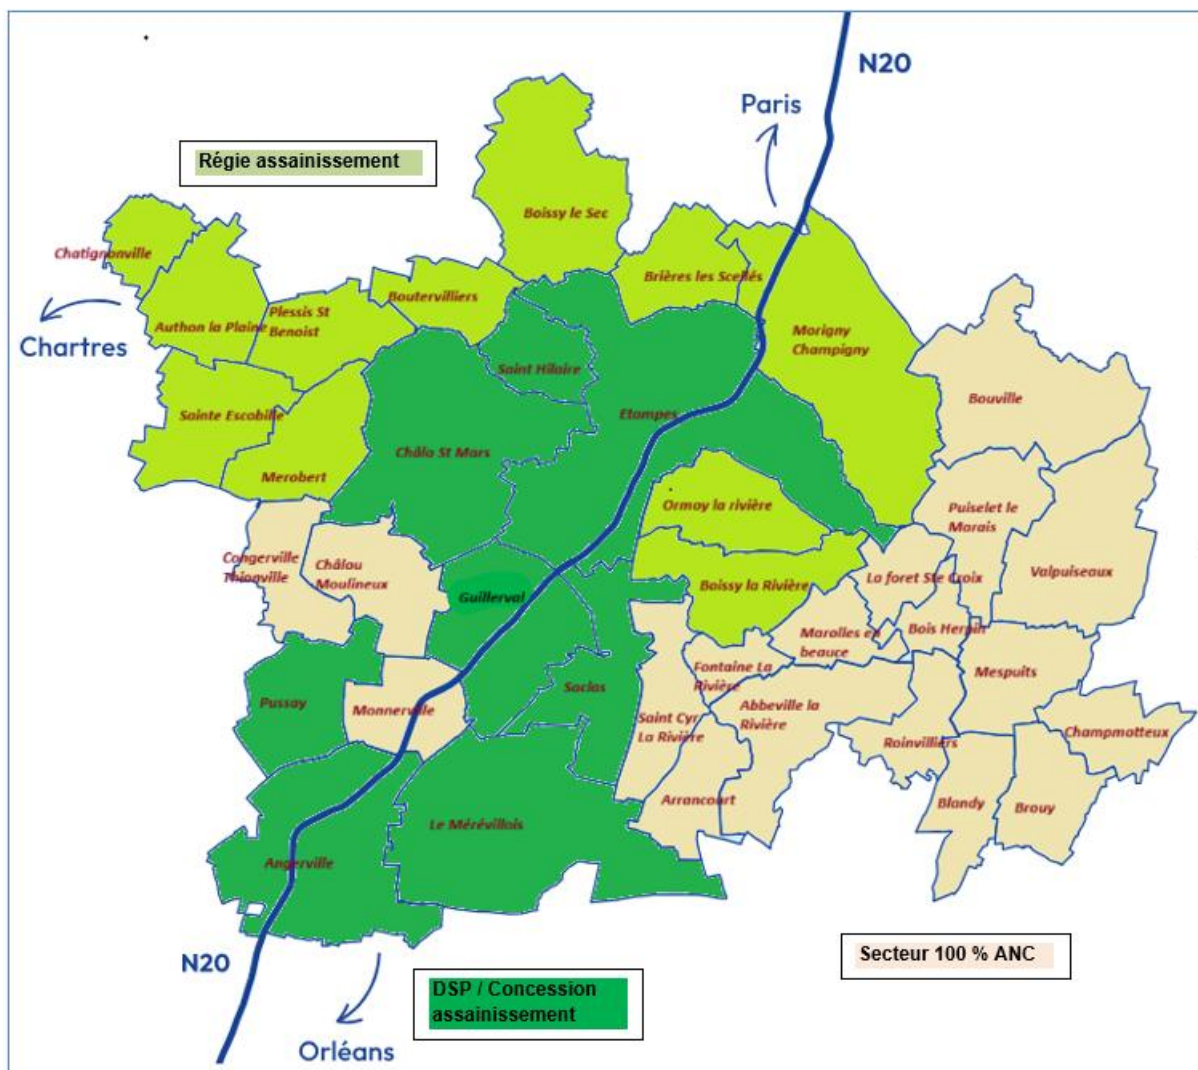 N20
Paris
Régie assainissement
Boissy le Sec
Chatignonville
Brières les Scellés
Boutervilliers
Plessis St
Benoist
Authon la Plaine
Chartres
Morigny
Champigny
Saint Hilaire
Bouville
Sainte Escobille
Etampes
Châlo St Mars
Merobert
Ormoy la rivière
Puiselet le
Marais
Congerville
Thionville
Châlou
Moulineux
La foret Ste Croix
Valpuiseaux
Boissy la Rivière
Guillerval
Bois Herpin
Marolles en
beauce
Fontaine La
Rivière
Mespuits
Saclas
Pussay
Monnerville
Abbeville la
Rivière
Saint Cyr
La Rivière
Champmotteux
Roinvilliers
Arrancourt
Blandy
Brouy
Le Mérévillois
Angerville
Secteur 100 % ANC
N20
DSP / Concession
assainissement
Orléans